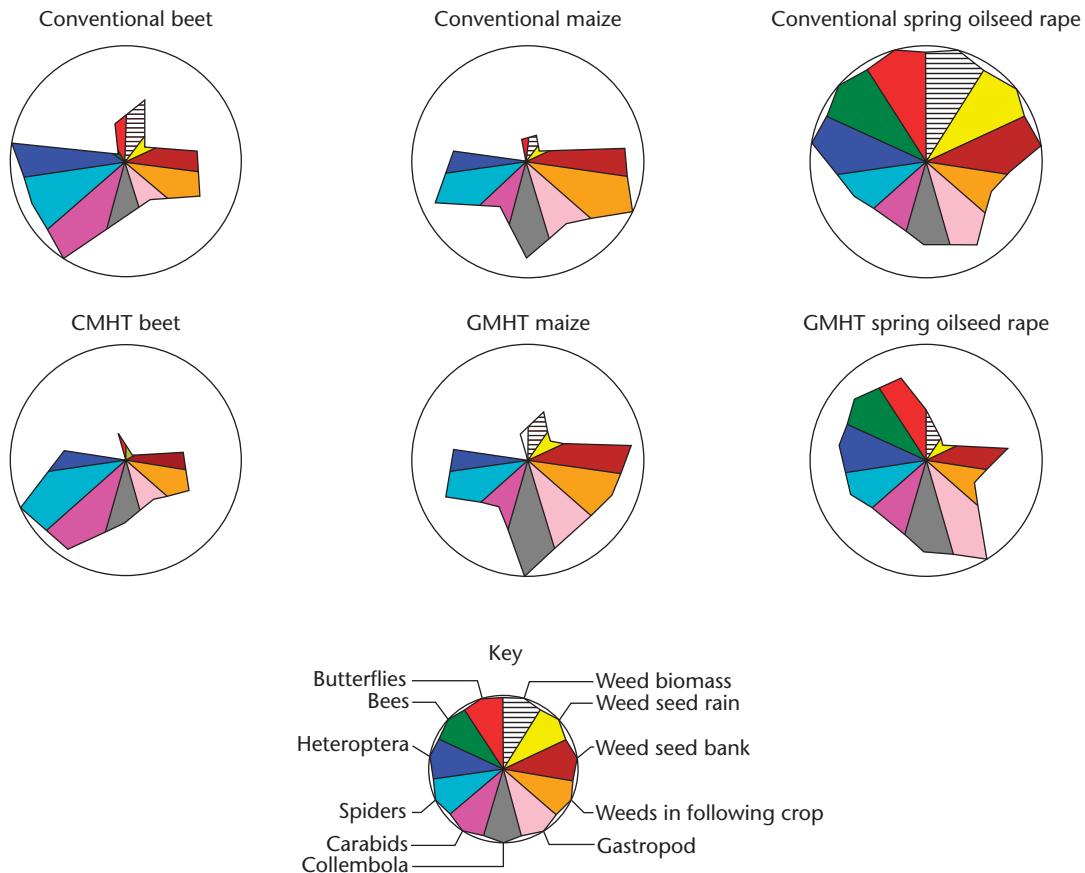 Conventional beet
Conventional maize
Conventional spring oilseed rape
CMHT beet
GMHT maize
GMHT spring oilseed rape
Key
Butterflies
Bees
Heteroptera
Spiders
Carabids
Collembola
Weed biomass
Weed seed rain
Weed seed bank
Weeds in following crop
Gastropod